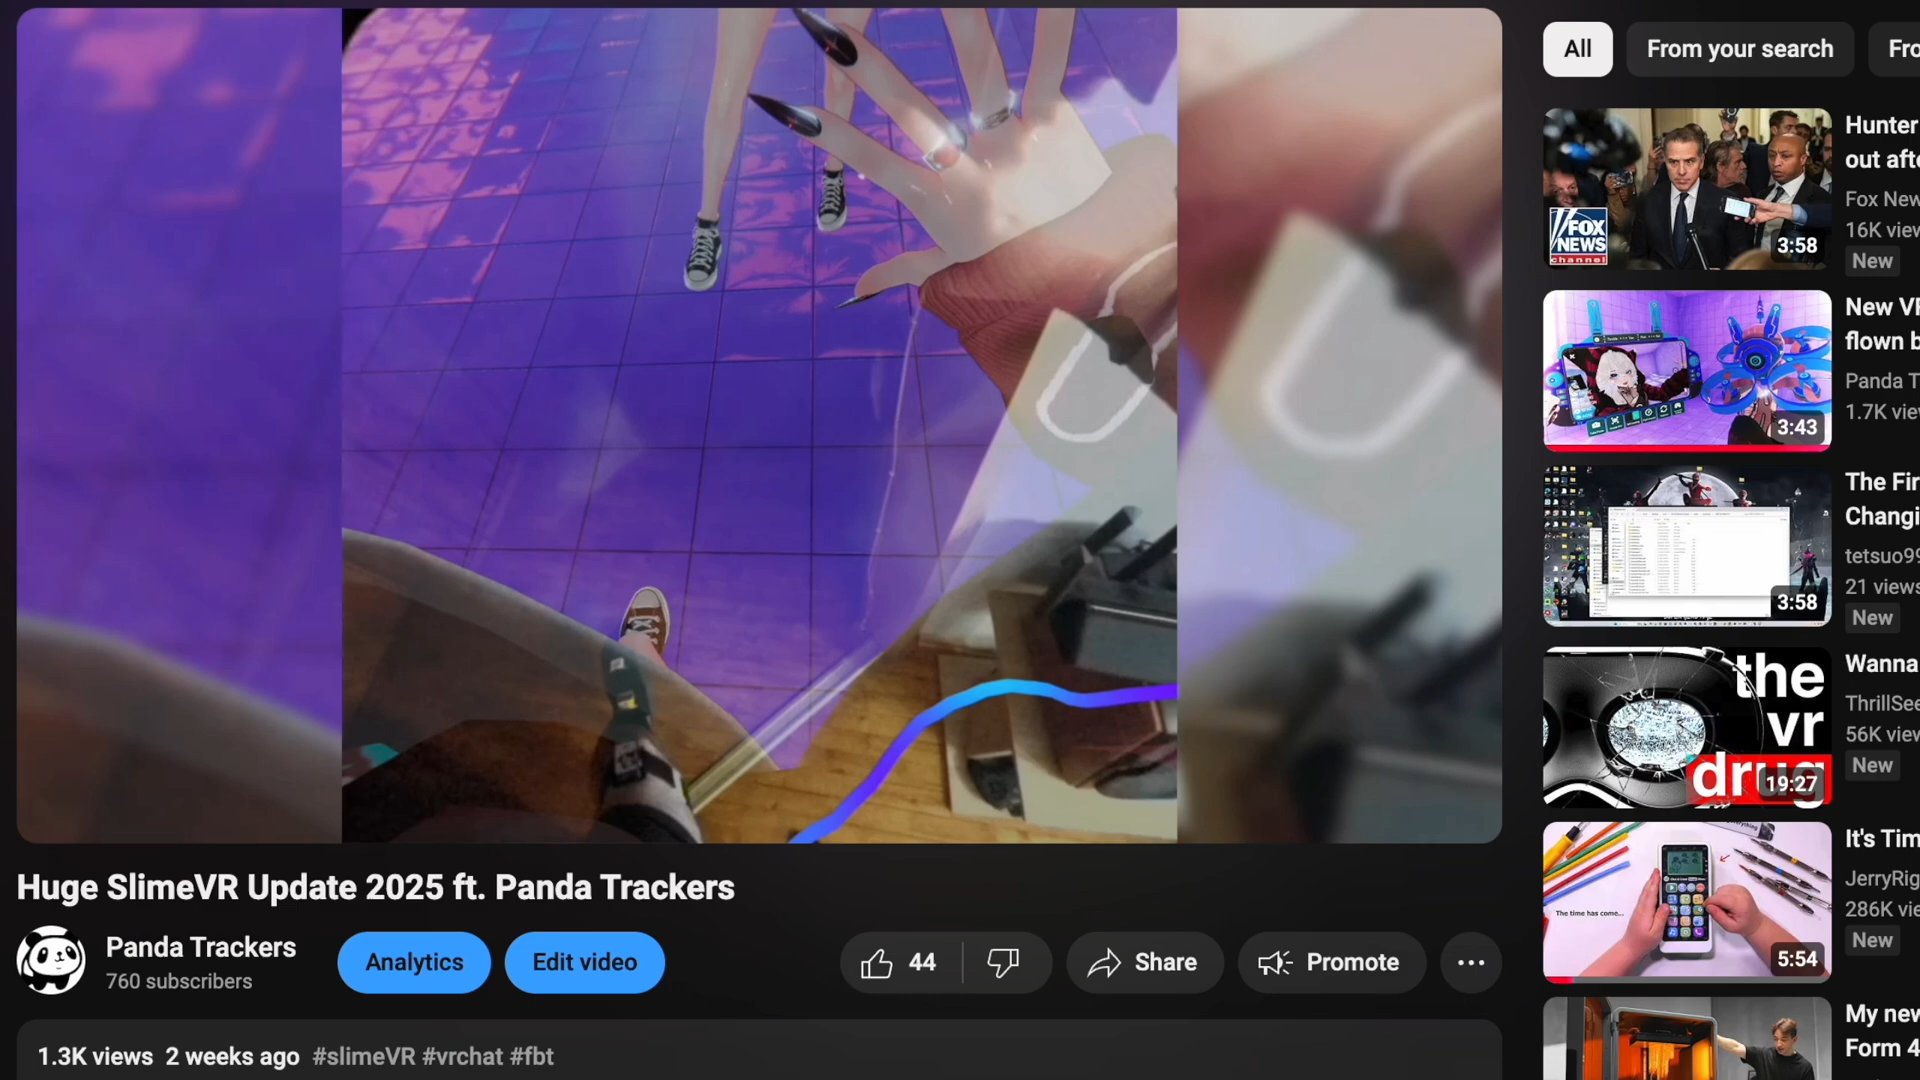 All
From your search
Fro
Hunter
out afte
Fox New
16K view
New
FOX
NEWS
channel
3:58
New VR
flown b
Panda T
1.7K view
3:43
The Fir
Changi
tetsuo99
21 views
New
3:58
Wanna
ThrillSee
56K view
New
the
vr
drug
19:27
It's Tim
JerryRig
286K vie
New
The time has come...
5:54
My new
Form 4
Huge SlimeVR Update 2025 ft. Panda Trackers
Panda Trackers
760 subscribers
Analytics
Edit video
44
Share
Promote
1.3K views 2 weeks ago #slimeVR #vrchat #fbt